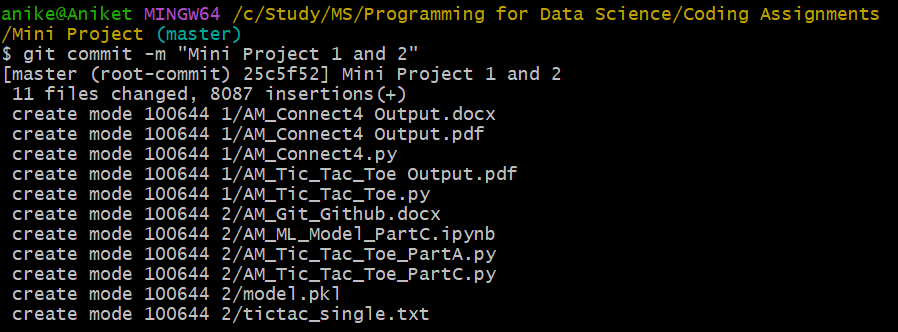 anike@Aniket MINGW64 /c/Study/MS/Programming for Data Science/Coding Assignments
/Mini Project (master)
$ git commit -m "Mini Project 1 and 2"
[master (root-commit) 25c5f52] Mini Project 1 and 2
 11 files changed, 8087 insertions(+)
 create mode 100644 1/AM_Connect4 Output.docx
 create mode 100644 1/AM_Connect4 Output.pdf
 create mode 100644 1/AM_Connect4.py
 create mode 100644 1/AM_Tic_Tac_Toe Output.pdf
 create mode 100644 1/AM_Tic_Tac_Toe.py
 create mode 100644 2/AM_Git_Github.docx
 create mode 100644 2/AM_ML_Model_PartC.ipynb
 create mode 100644 2/AM_Tic_Tac_Toe_PartA.py
 create mode 100644 2/AM_Tic_Tac_Toe_PartC.py
 create mode 100644 2/model.pkl
 create mode 100644 2/tictac_single.txt